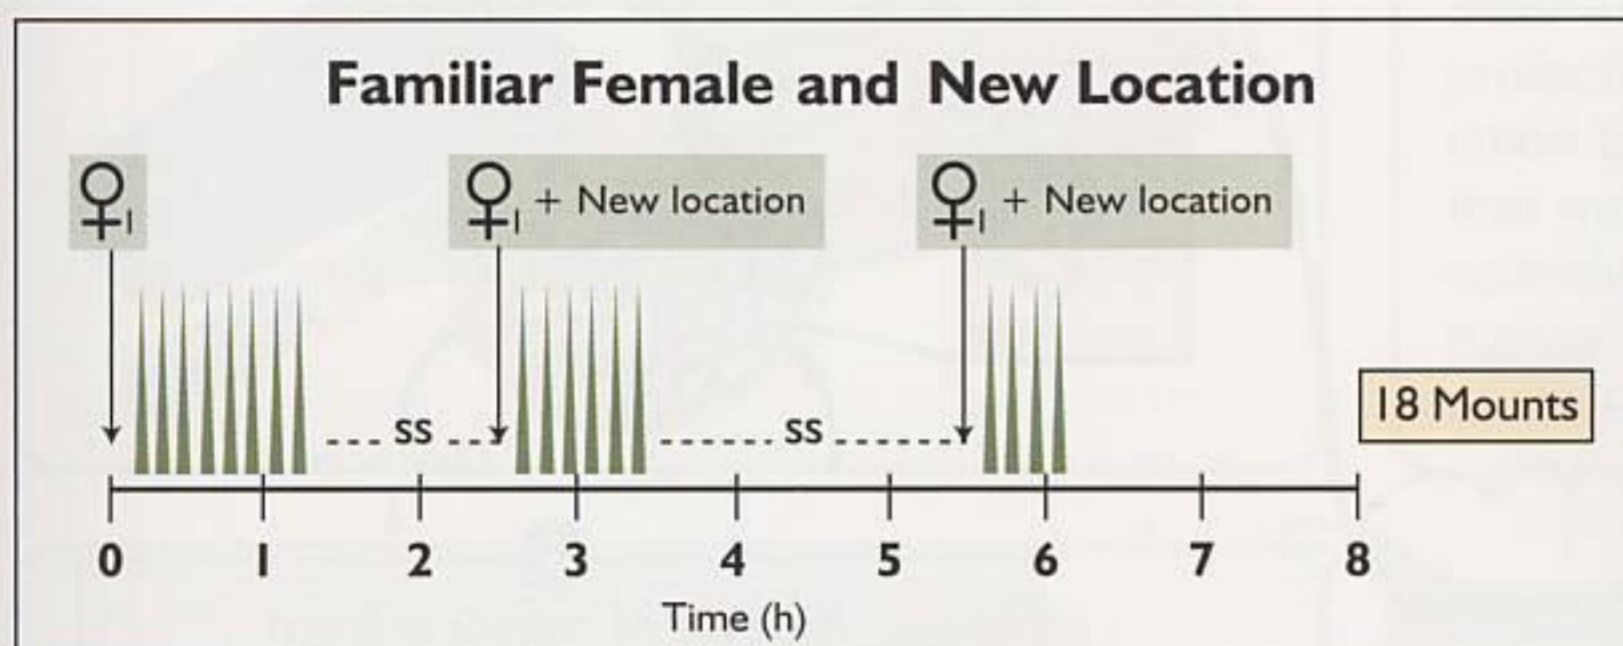 Familiar Female and New Location
♀1
♀1 + New location
♀1 + New location
ss
ss
18 Mounts
0 1 2 3 4 5 6 7 8
Time (h)